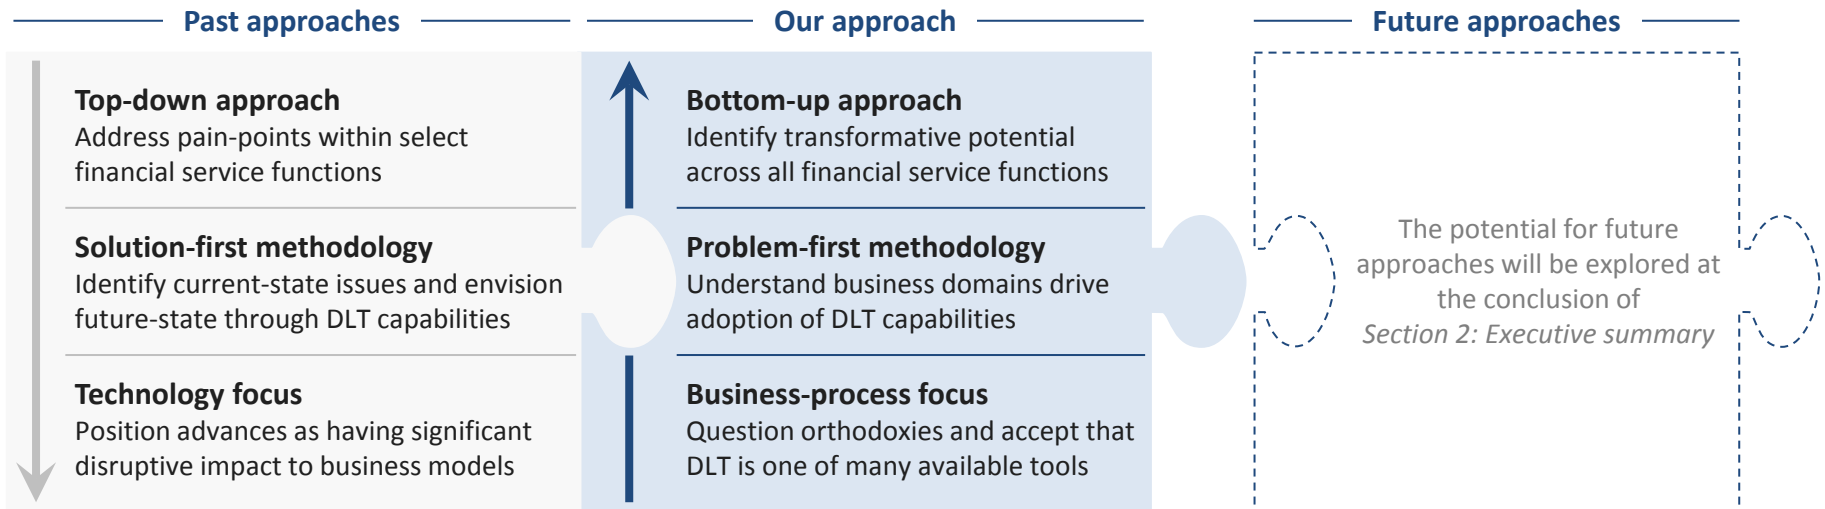 Past approaches
Top-down approach
Address pain-points within select
financial service functions
Solution-first methodology
Identify current-state issues and envision
future-state through DLT capabilities
Technology focus
Position advances as having significant
disruptive impact to business models
Our approach
Bottom-up approach
Identify transformative potential
across all financial service functions
Problem-first methodology
Understand business domains drive
adoption of DLT capabilities
Business-process focus
Question orthodoxies and accept that
DLT is one of many available tools
Future approaches
The potential for future
approaches will be explored at
the conclusion of
Section 2: Executive summary